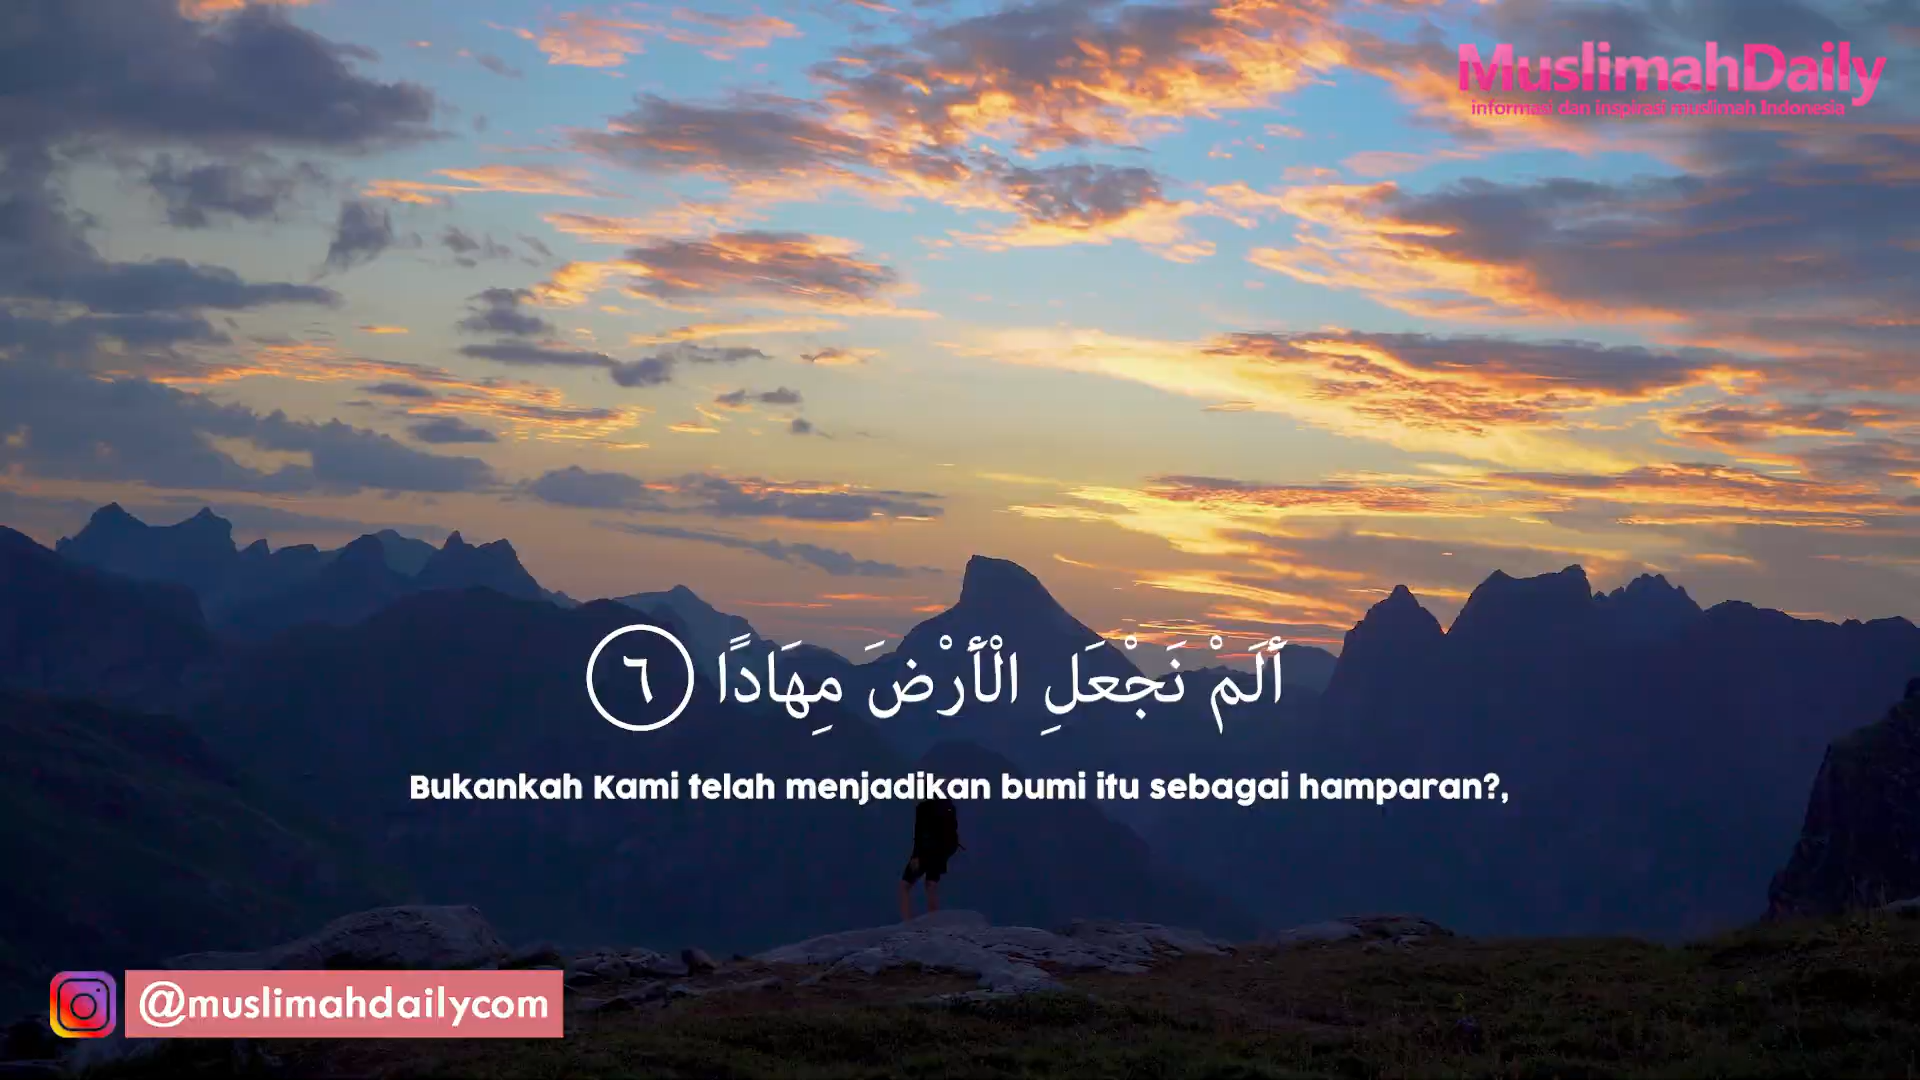 MuslimahDaily
informasi dan inspirasi muslimah Indonesia
أَلَمْ نَجْعَلِ الْأَرْضَ مِهَادًا ٦
Bukankah Kami telah menjadikan bumi itu sebagai hamparan?,
@muslimahdailycom